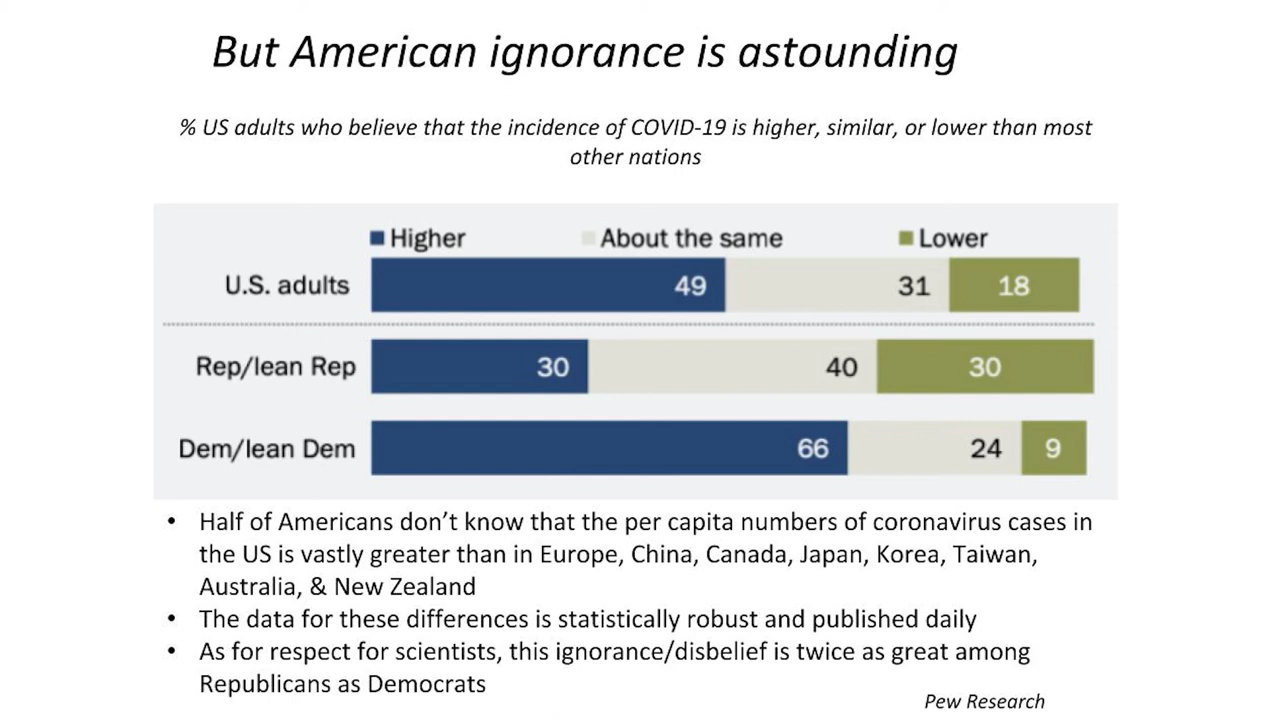 But American ignorance is astounding
% US adults who believe that the incidence of COVID-19 is higher, similar, or lower than most
other nations
Higher About the same Lower
U.S. adults 49 31 18
Rep/lean Rep 30 40 30
Dem/lean Dem 66 24 9
• Half of Americans don't know that the per capita numbers of coronavirus cases in
the US is vastly greater than in Europe, China, Canada, Japan, Korea, Taiwan,
Australia, & New Zealand
• The data for these differences is statistically robust and published daily
• As for respect for scientists, this ignorance/disbelief is twice as great among
Republicans as Democrats
Pew Research